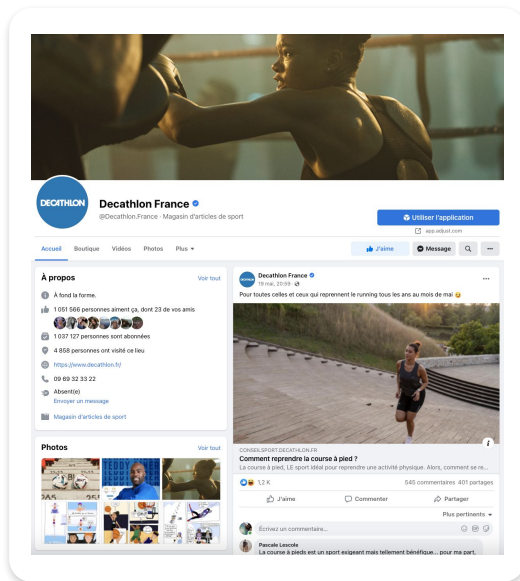 DECATHLON
Decathlon France
@Decathlon.France · Magasin d'articles de sport
Utiliser l'application
app.adjust.com
Accueil Boutique Vidéos Photos Plus
J'aime Message
À propos Voir tout
À fond la forme.
1 051 566 personnes aiment ça, dont 23 de vos amis
1 037 127 personnes sont abonnées
4 858 personnes ont visité ce lieu
https://www.decathlon.fr/
09 69 32 33 22
Absent(e)
Envoyer un message
Magasin d'articles de sport
Photos Voir tout
Decathlon France
19 mai, 20:59
Pour toutes celles et ceux qui reprennent le running tous les ans au mois de mai
CONSEILSPORT.DECATHLON.FR
Comment reprendre la course à pied ?
La course à pied, LE sport idéal pour reprendre une activité physique. Alors, comment se re...
1,2 K 545 commentaires 401 partages
J'aime Commenter Partager
Plus pertinents
Écrivez un commentaire...
Pascale Lescole
La course à pieds est un sport exigeant mais tellement bénéfique... pour ma part,